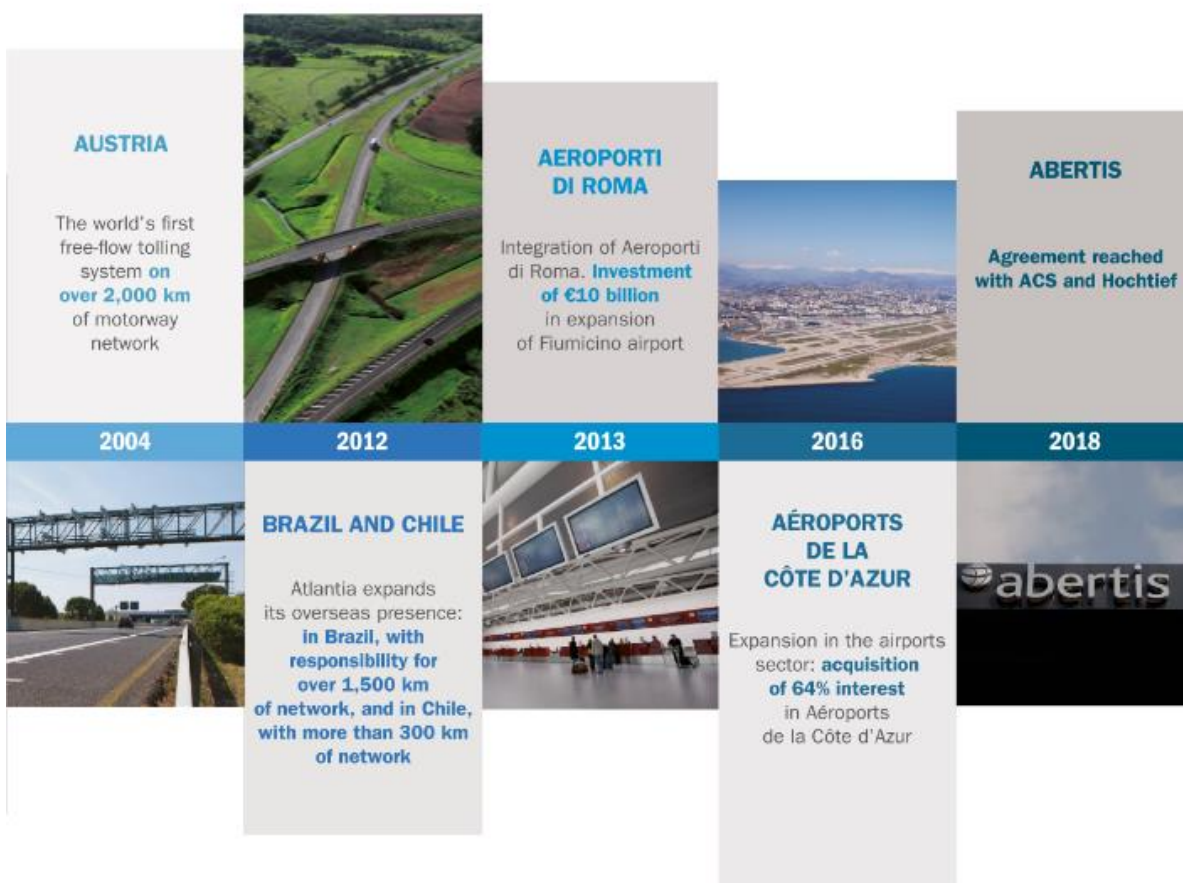 AUSTRIA
The world's first
free-flow tolling
system on
over 2,000 km
of motorway
network
2004
2012
BRAZIL AND CHILE
Atlantia expands
its overseas presence:
in Brazil, with
responsibility for
over 1,500 km
of network, and in Chile,
with more than 300 km
of network
AEROPORTI
DI ROMA
Integration of Aeroporti
di Roma. Investment
of €10 billion
in expansion
of Fiumicino airport
2013
2016
AÉROPORTS
DE LA
CÔTE D'AZUR
Expansion in the airports
sector: acquisition
of 64% interest
in Aéroports
de la Côte d'Azur
ABERTIS
Agreement reached
with ACS and Hochtief
2018
abertis